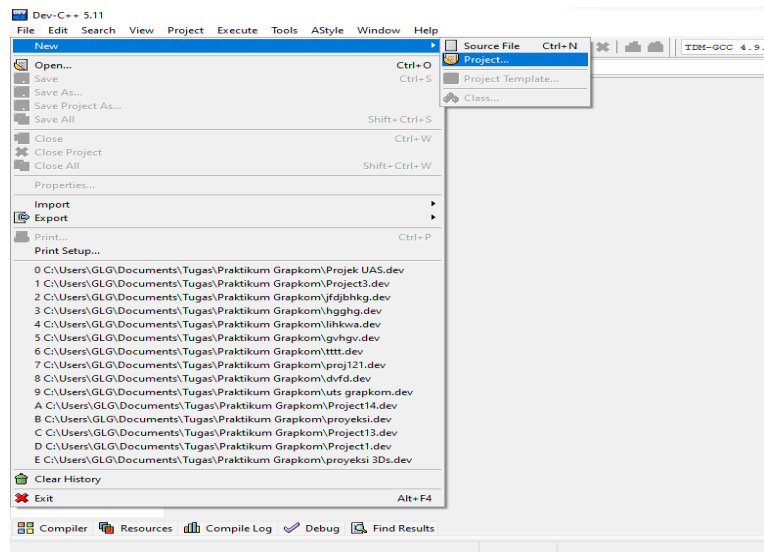 Dev-C++ 5.11
File Edit Search View Project Execute Tools AStyle Window Help
New
Source File Ctrl+N
TDM-GCC 4.9.
Project...
Open... Ctrl+O
Save Ctrl+S
Project Template...
Save As...
Class...
Save Project As...
Save All Shift+Ctrl+S
Close Ctrl+W
Close Project
Close All Shift+Ctrl+W
Properties...
Import
Export
Print... Ctrl+P
Print Setup...
0 C:\Users\GLG\Documents\Tugas\Praktikum Grapkom\Projek UAS.dev
1 C:\Users\GLG\Documents\Tugas\Praktikum Grapkom\Project3.dev
2 C:\Users\GLG\Documents\Tugas\Praktikum Grapkom\jfdjbhkg.dev
3 C:\Users\GLG\Documents\Tugas\Praktikum Grapkom\hgghg.dev
4 C:\Users\GLG\Documents\Tugas\Praktikum Grapkom\lihkwa.dev
5 C:\Users\GLG\Documents\Tugas\Praktikum Grapkom\gvhgv.dev
6 C:\Users\GLG\Documents\Tugas\Praktikum Grapkom\tttt.dev
7 C:\Users\GLG\Documents\Tugas\Praktikum Grapkom\proj121.dev
8 C:\Users\GLG\Documents\Tugas\Praktikum Grapkom\dvfd.dev
9 C:\Users\GLG\Documents\Tugas\Praktikum Grapkom\uts grapkom.dev
A C:\Users\GLG\Documents\Tugas\Praktikum Grapkom\Project14.dev
B C:\Users\GLG\Documents\Tugas\Praktikum Grapkom\proyeksi.dev
C C:\Users\GLG\Documents\Tugas\Praktikum Grapkom\Project13.dev
D C:\Users\GLG\Documents\Tugas\Praktikum Grapkom\Project1.dev
E C:\Users\GLG\Documents\Tugas\Praktikum Grapkom\proyeksi 3Ds.dev
Clear History
Exit Alt+F4
Compiler Resources Compile Log Debug Find Results